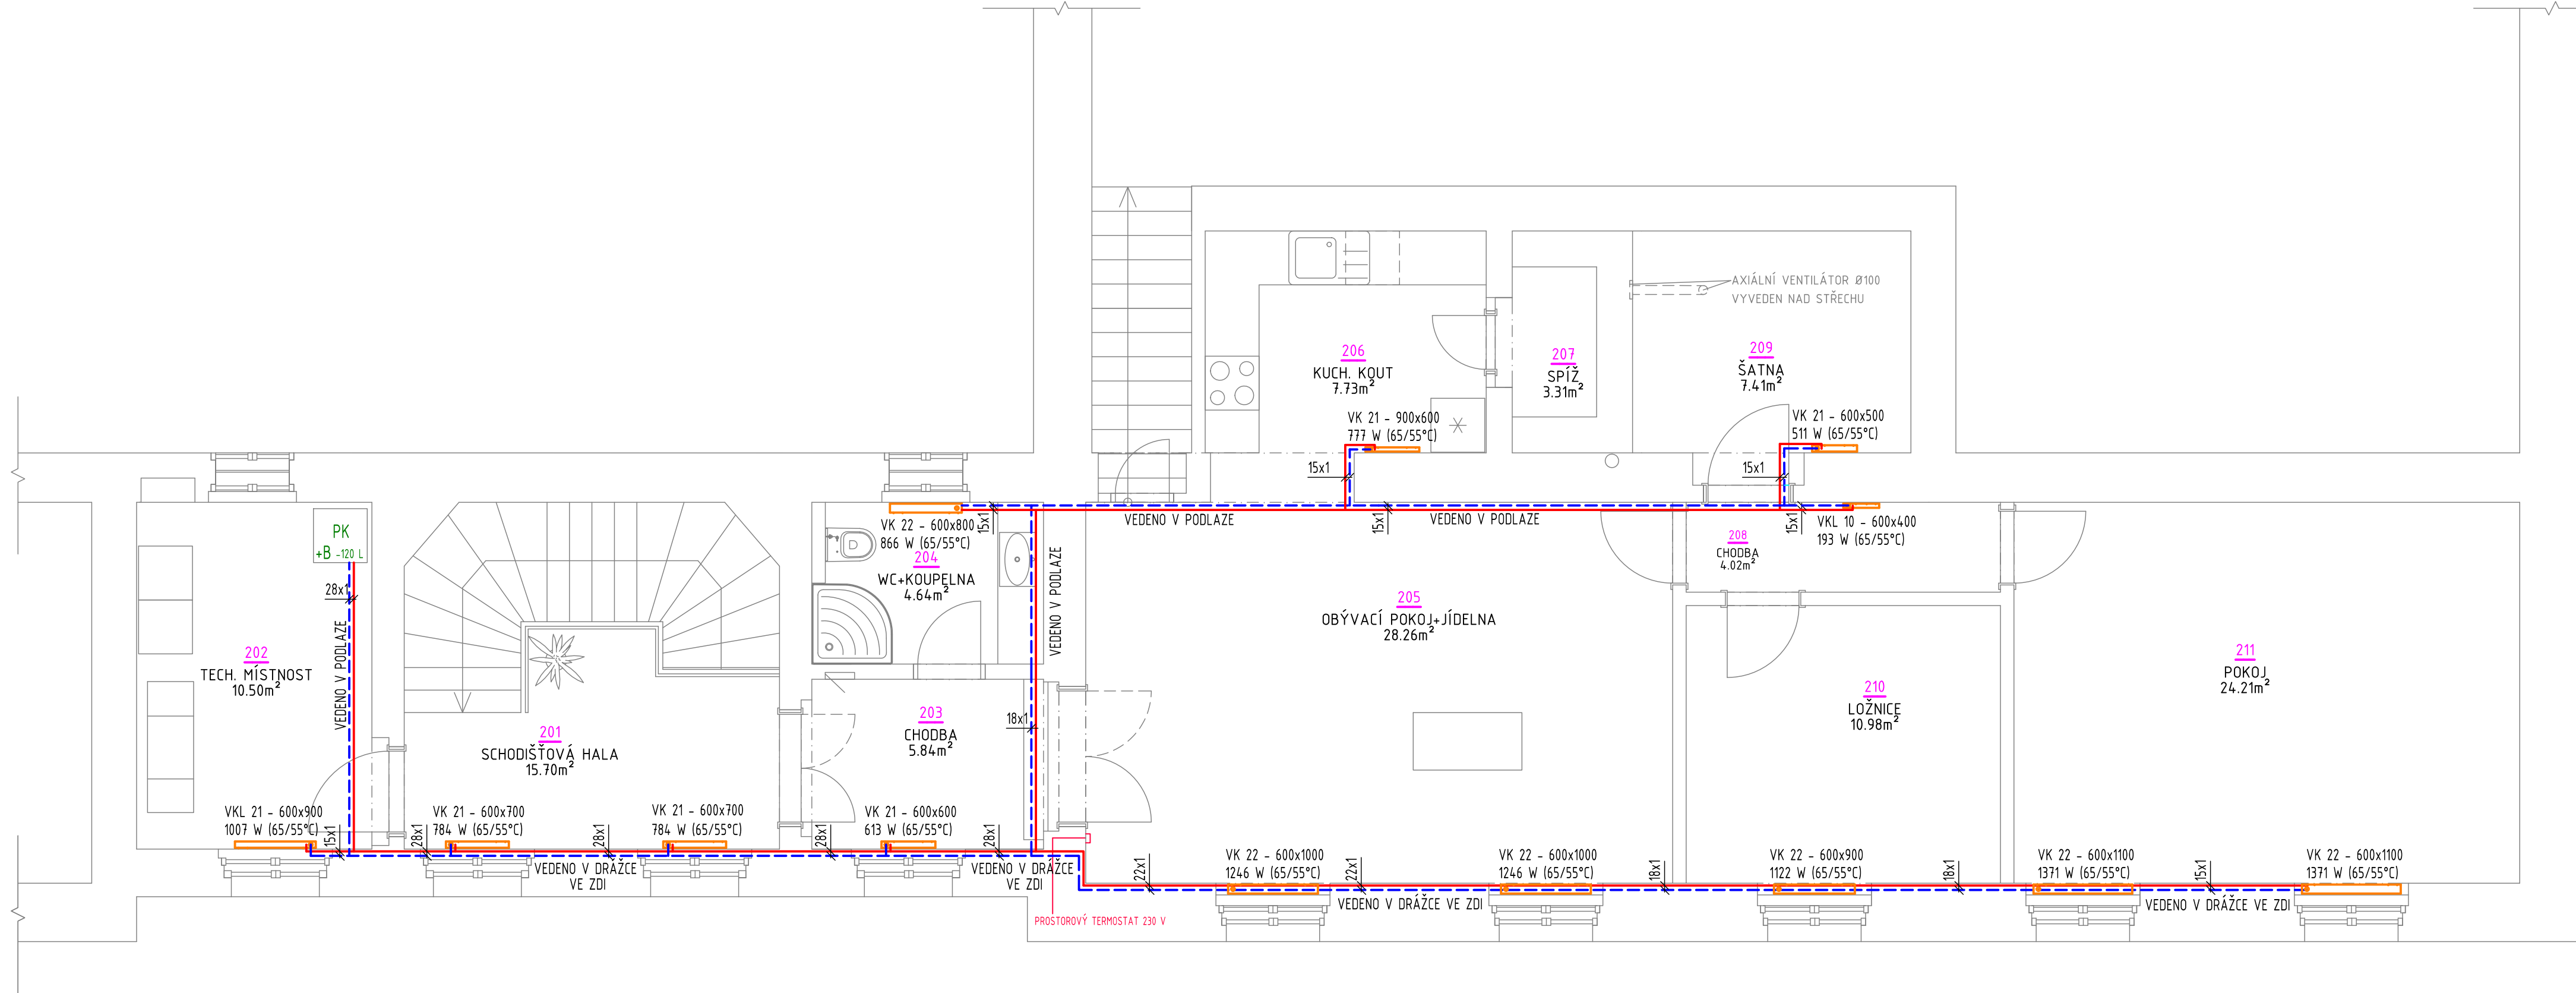 AXIÁLNÍ VENTILÁTOR Ø100
VYVEDEN NAD STŘECHU
206
KUCH. KOUT
7.73m²
207
SPÍŽ
3.31m²
209
ŠATNA
7.41m²
VK 21 - 900x600
777 W (65/55°C)
VK 21 - 600x500
511 W (65/55°C)
15x1
15x1
PK
+B -120 L
28x1
VEDENO V PODLAZE
202
TECH. MÍSTNOST
10.50m²
VKL 21 - 600x900
1007 W (65/55°C)
15x1
201
SCHODIŠŤOVÁ HALA
15.70m²
28x1
VK 21 - 600x700
784 W (65/55°C)
28x1
VK 21 - 600x700
784 W (65/55°C)
VEDENO V DRÁŽCE
VE ZDI
VK 22 - 600x800
866 W (65/55°C)
15x1
204
WC+KOUPELNA
4.64m²
VEDENO V PODLAZE
203
CHODBA
5.84m²
18x1
28x1
VK 21 - 600x600
613 W (65/55°C)
28x1
VEDENO V DRÁŽCE
VE ZDI
PROSTOROVÝ TERMOSTAT 230 V
VEDENO V PODLAZE
15x1
VEDENO V PODLAZE
205
OBÝVACÍ POKOJ+JÍDELNA
28.26m²
15x1
VKL 10 - 600x400
193 W (65/55°C)
208
CHODBA
4.02m²
210
LOŽNICE
10.98m²
211
POKOJ
24.21m²
22x1
VK 22 - 600x1000
1246 W (65/55°C)
22x1
VEDENO V DRÁŽCE VE ZDI
VK 22 - 600x1000
1246 W (65/55°C)
18x1
VK 22 - 600x900
1122 W (65/55°C)
18x1
VK 22 - 600x1100
1371 W (65/55°C)
15x1
VEDENO V DRÁŽCE VE ZDI
VK 22 - 600x1100
1371 W (65/55°C)